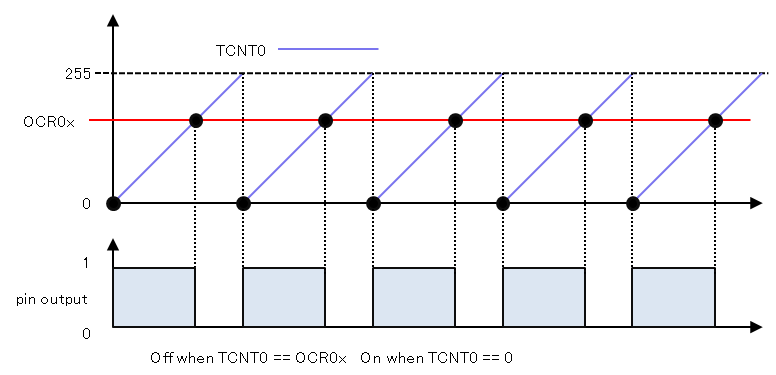 TCNT0
255
OCR0x
0
1
pin output
0
Off when TCNT0 == OCR0x On when TCNT0 == 0